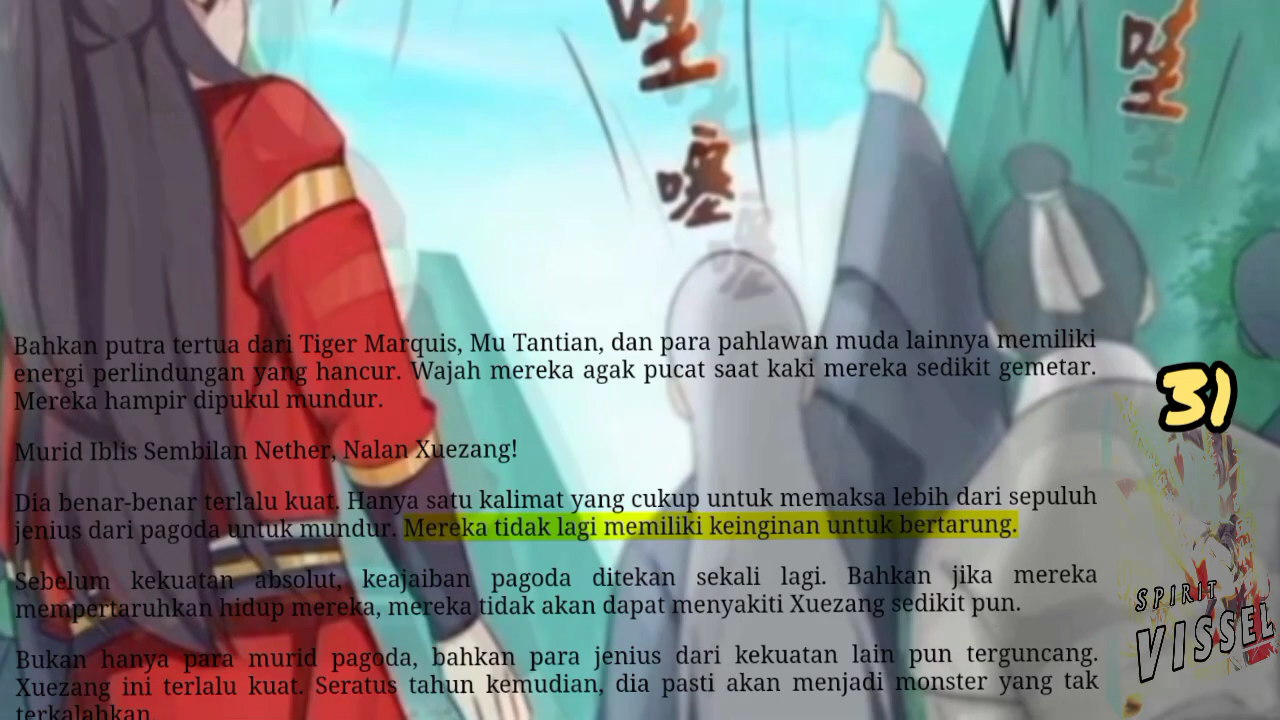 哇
噻
哇
Bahkan putra tertua dari Tiger Marquis, Mu Tantian, dan para pahlawan muda lainnya memiliki
energi perlindungan yang hancur. Wajah mereka agak pucat saat kaki mereka sedikit gemetar.
Mereka hampir dipukul mundur.
Murid Iblis Sembilan Nether, Nalan Xuezang!
Dia benar-benar terlalu kuat. Hanya satu kalimat yang cukup untuk memaksa lebih dari sepuluh
jenius dari pagoda untuk mundur. Mereka tidak lagi memiliki keinginan untuk bertarung.
Sebelum kekuatan absolut, keajaiban pagoda ditekan sekali lagi. Bahkan jika mereka
mempertaruhkan hidup mereka, mereka tidak akan dapat menyakiti Xuezang sedikit pun.
Bukan hanya para murid pagoda, bahkan para jenius dari kekuatan lain pun terguncang.
Xuezang ini terlalu kuat. Seratus tahun kemudian, dia pasti akan menjadi monster yang tak
terkalahkan.
31
SPIRIT
VISSEL